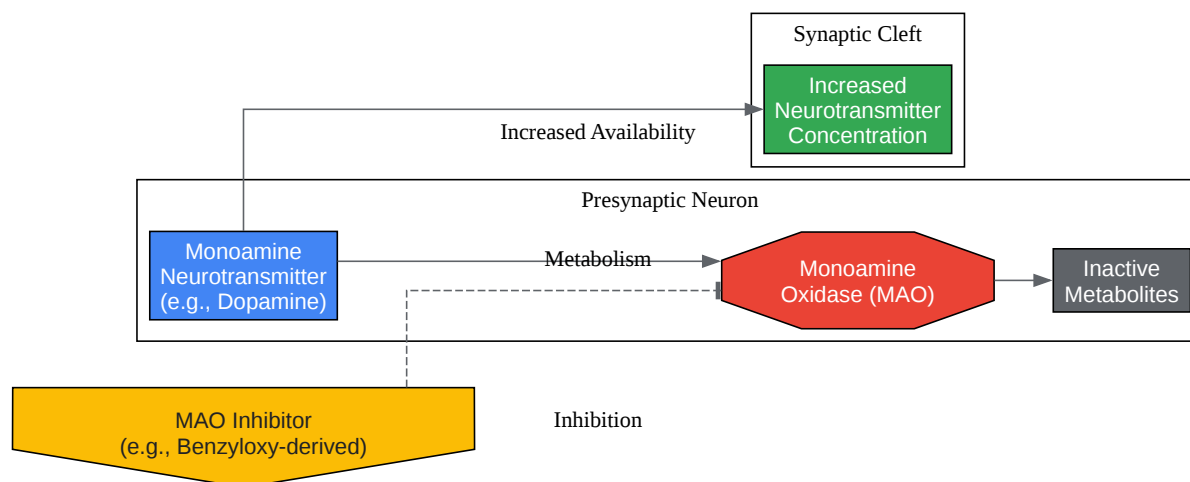 Synaptic Cleft
Increased
Neurotransmitter
Concentration
Increased Availability
Presynaptic Neuron
Monoamine
Neurotransmitter
(e.g., Dopamine)
Metabolism
Monoamine
Oxidase (MAO)
Inactive
Metabolites
MAO Inhibitor
(e.g., Benzyloxy-derived)
Inhibition